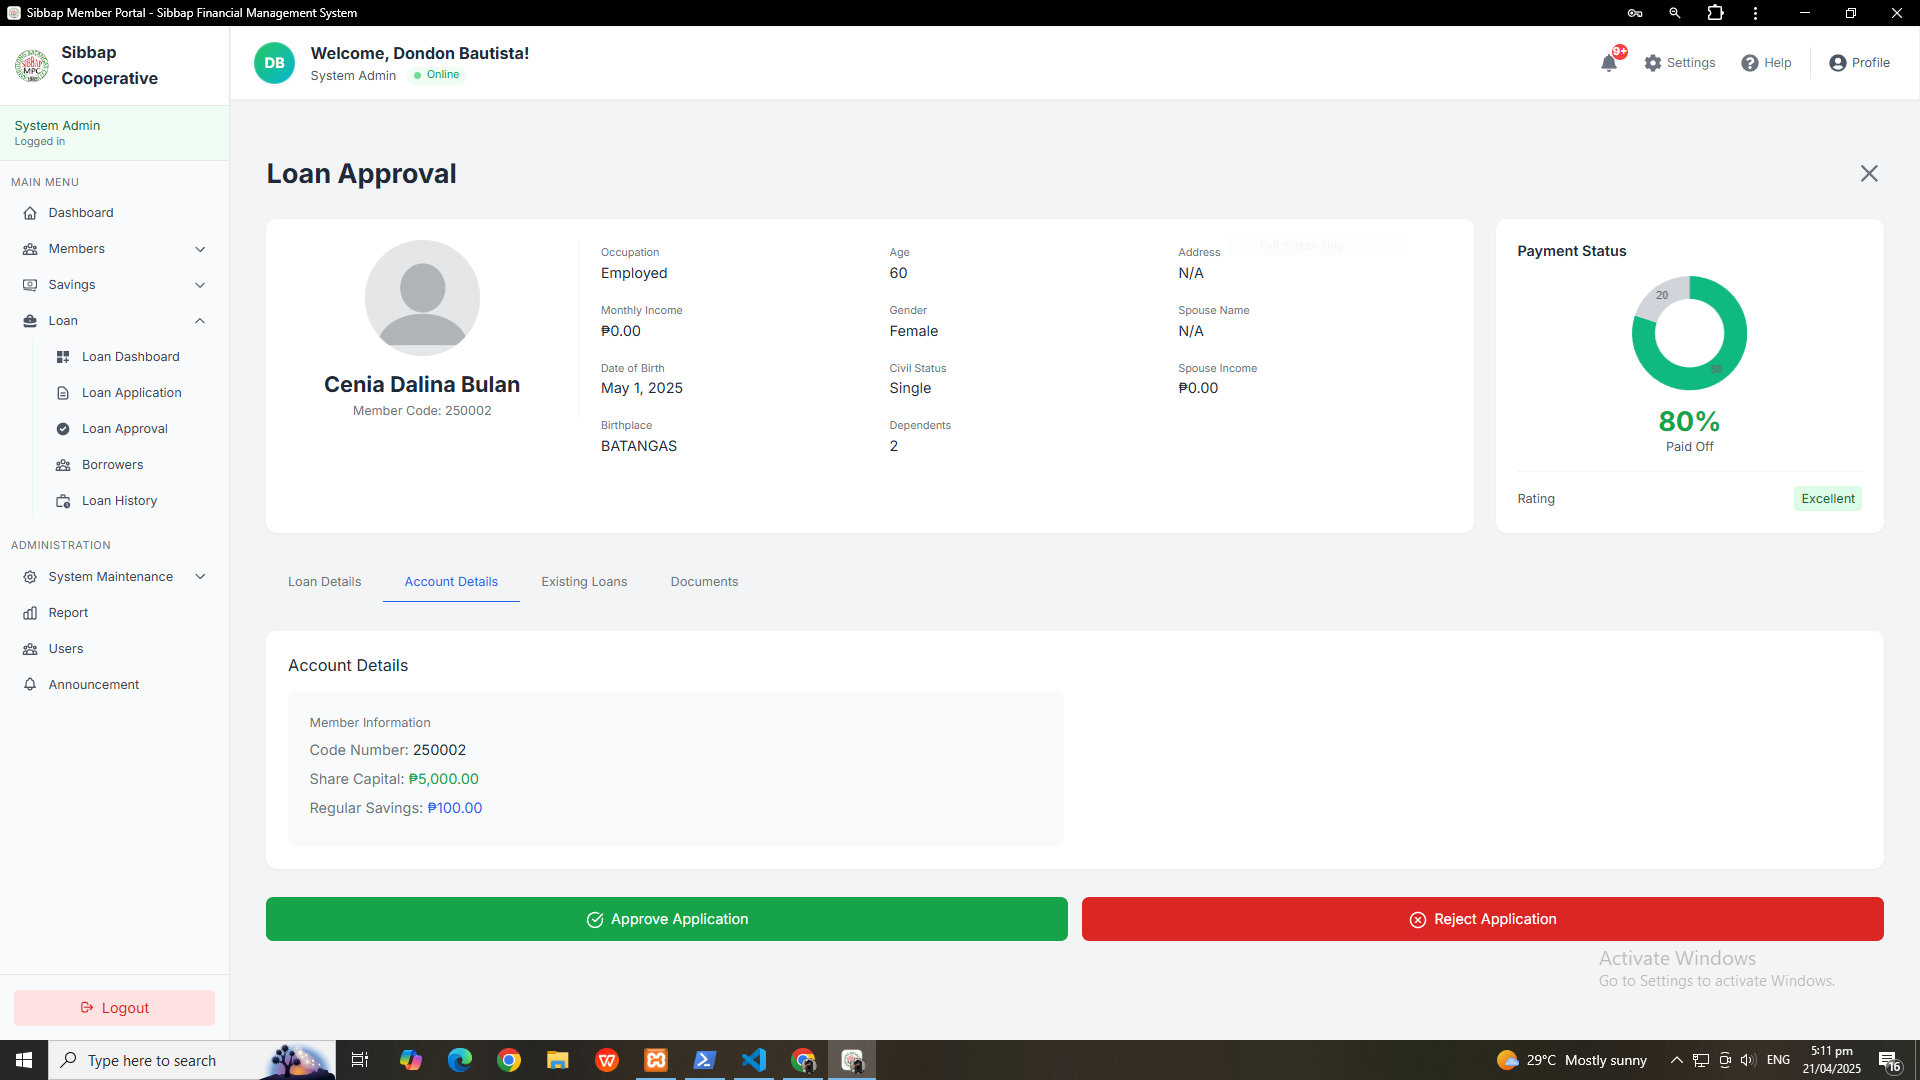 Sibbap Member Portal - Sibbap Financial Management System
Sibbap
Cooperative
DB
Welcome, Dondon Bautista!
System Admin
Online
9+
Settings
Help
Profile
System Admin
Logged in
MAIN MENU
Dashboard
Members
Savings
Loan
Loan Dashboard
Loan Application
Loan Approval
Borrowers
Loan History
ADMINISTRATION
System Maintenance
Report
Users
Announcement
Logout
Loan Approval
Cenia Dalina Bulan
Member Code: 250002
Occupation
Employed
Age
60
Address
N/A
Full-screen Snip
Monthly Income
₱0.00
Gender
Female
Spouse Name
N/A
Date of Birth
May 1, 2025
Civil Status
Single
Spouse Income
₱0.00
Birthplace
BATANGAS
Dependents
2
Payment Status
20
80
80%
Paid Off
Rating
Excellent
Loan Details
Account Details
Existing Loans
Documents
Account Details
Member Information
Code Number: 250002
Share Capital: ₱5,000.00
Regular Savings: ₱100.00
Approve Application
Reject Application
Activate Windows
Go to Settings to activate Windows.
Type here to search
29°C Mostly sunny
ENG
5:11 pm
21/04/2025
16